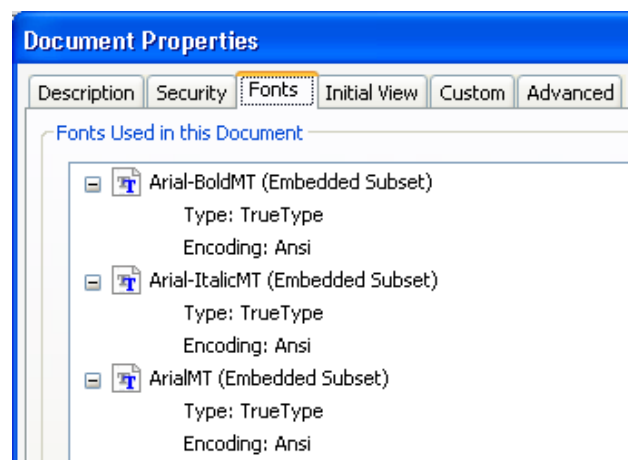 Document Properties
Description Security Fonts Initial View Custom Advanced
Fonts Used in this Document
Arial-BoldMT (Embedded Subset)
Type: TrueType
Encoding: Ansi
Arial-ItalicMT (Embedded Subset)
Type: TrueType
Encoding: Ansi
ArialMT (Embedded Subset)
Type: TrueType
Encoding: Ansi